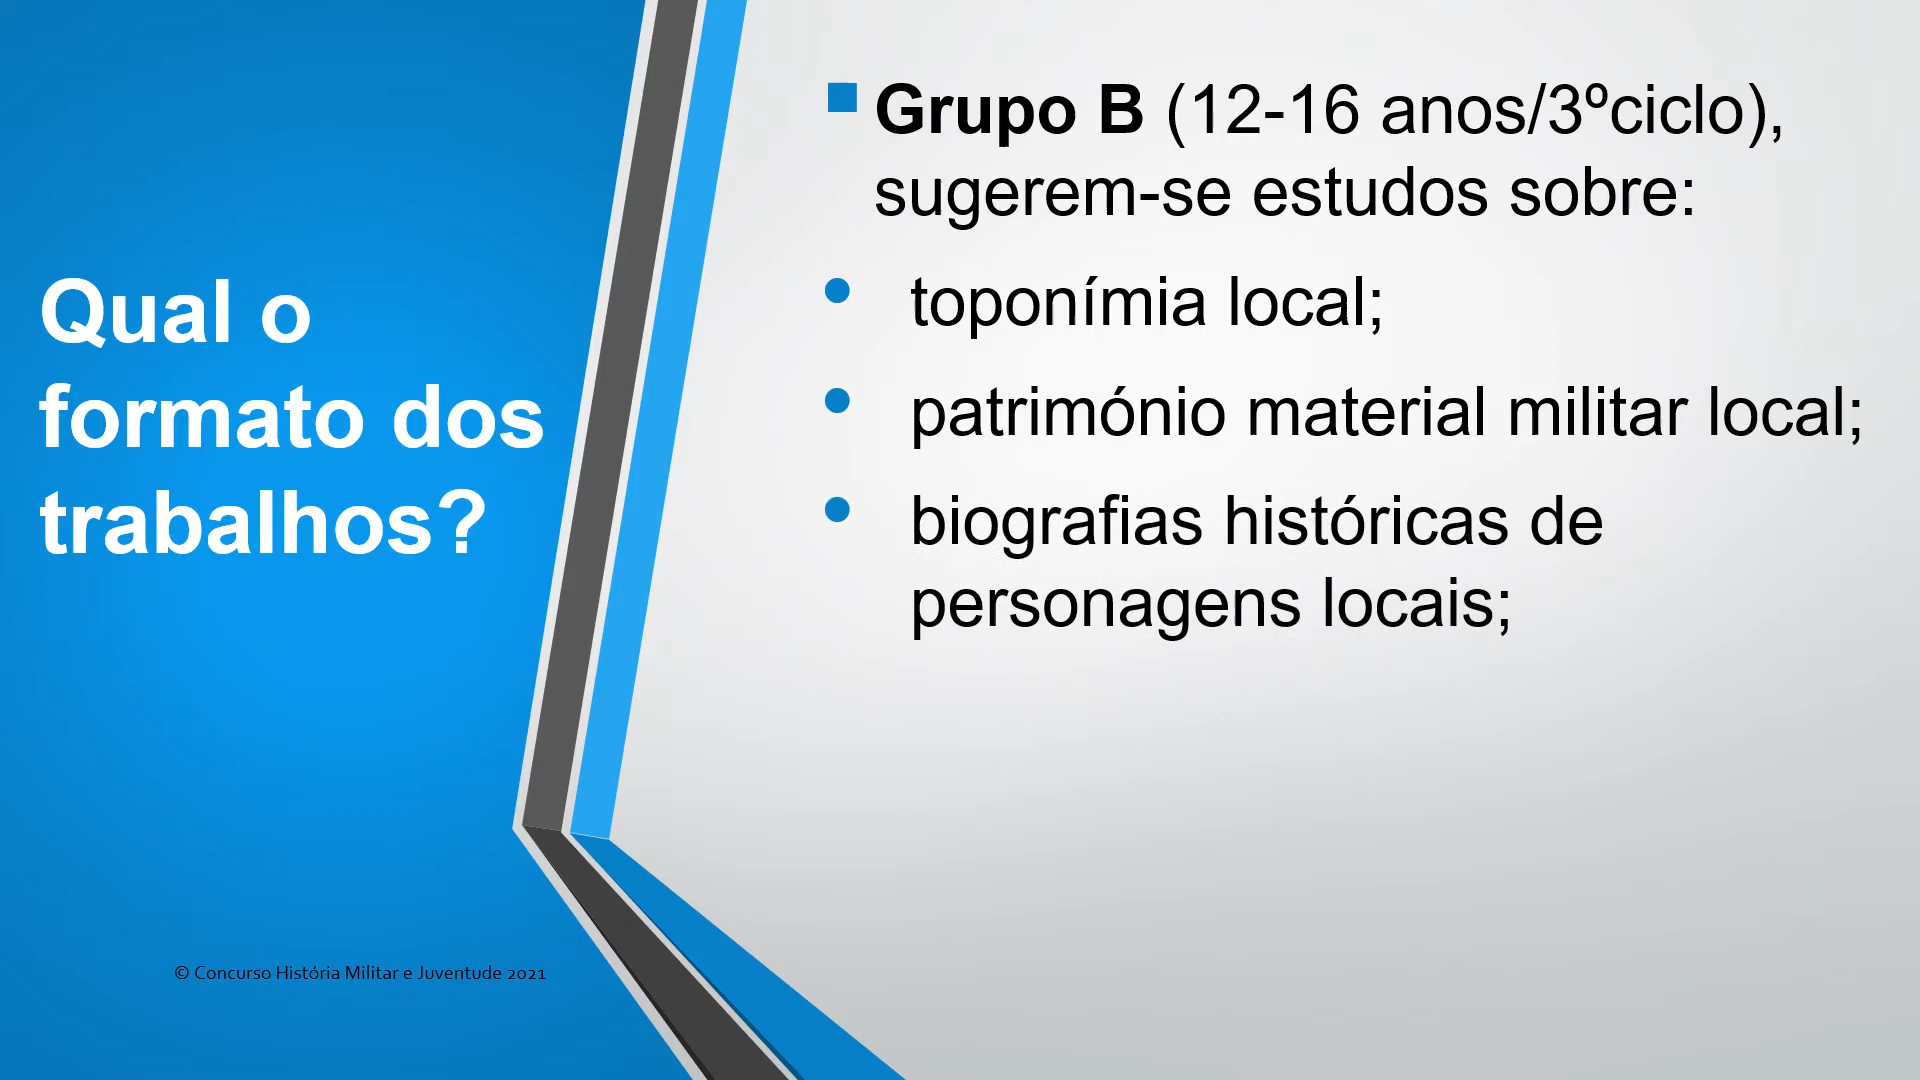 Qual o
formato dos
trabalhos?
Grupo B (12-16 anos/3ºciclo),
sugerem-se estudos sobre:
toponímia local;
património material militar local;
biografias históricas de
personagens locais;
© Concurso História Militar e Juventude 2021